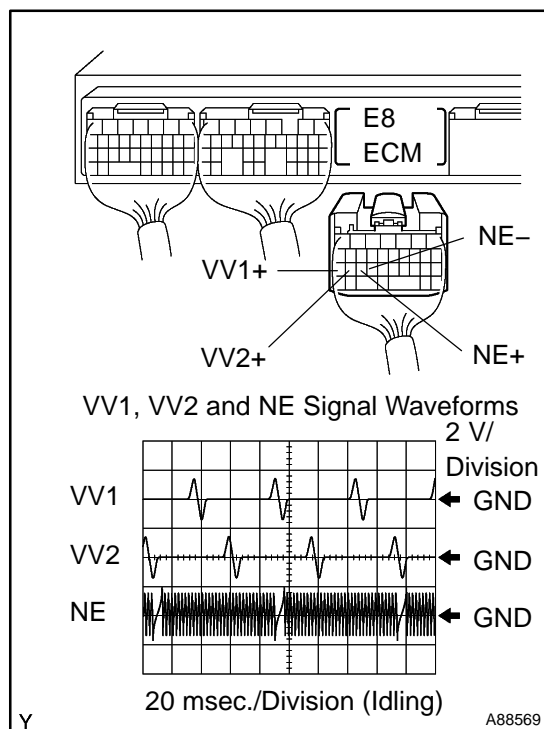 E8
ECM
NE−
VV1+
VV2+
NE+
VV1, VV2 and NE Signal Waveforms
2 V/
Division
VV1
GND
VV2
GND
NE
GND
20 msec./Division (Idling)
Y
A88569